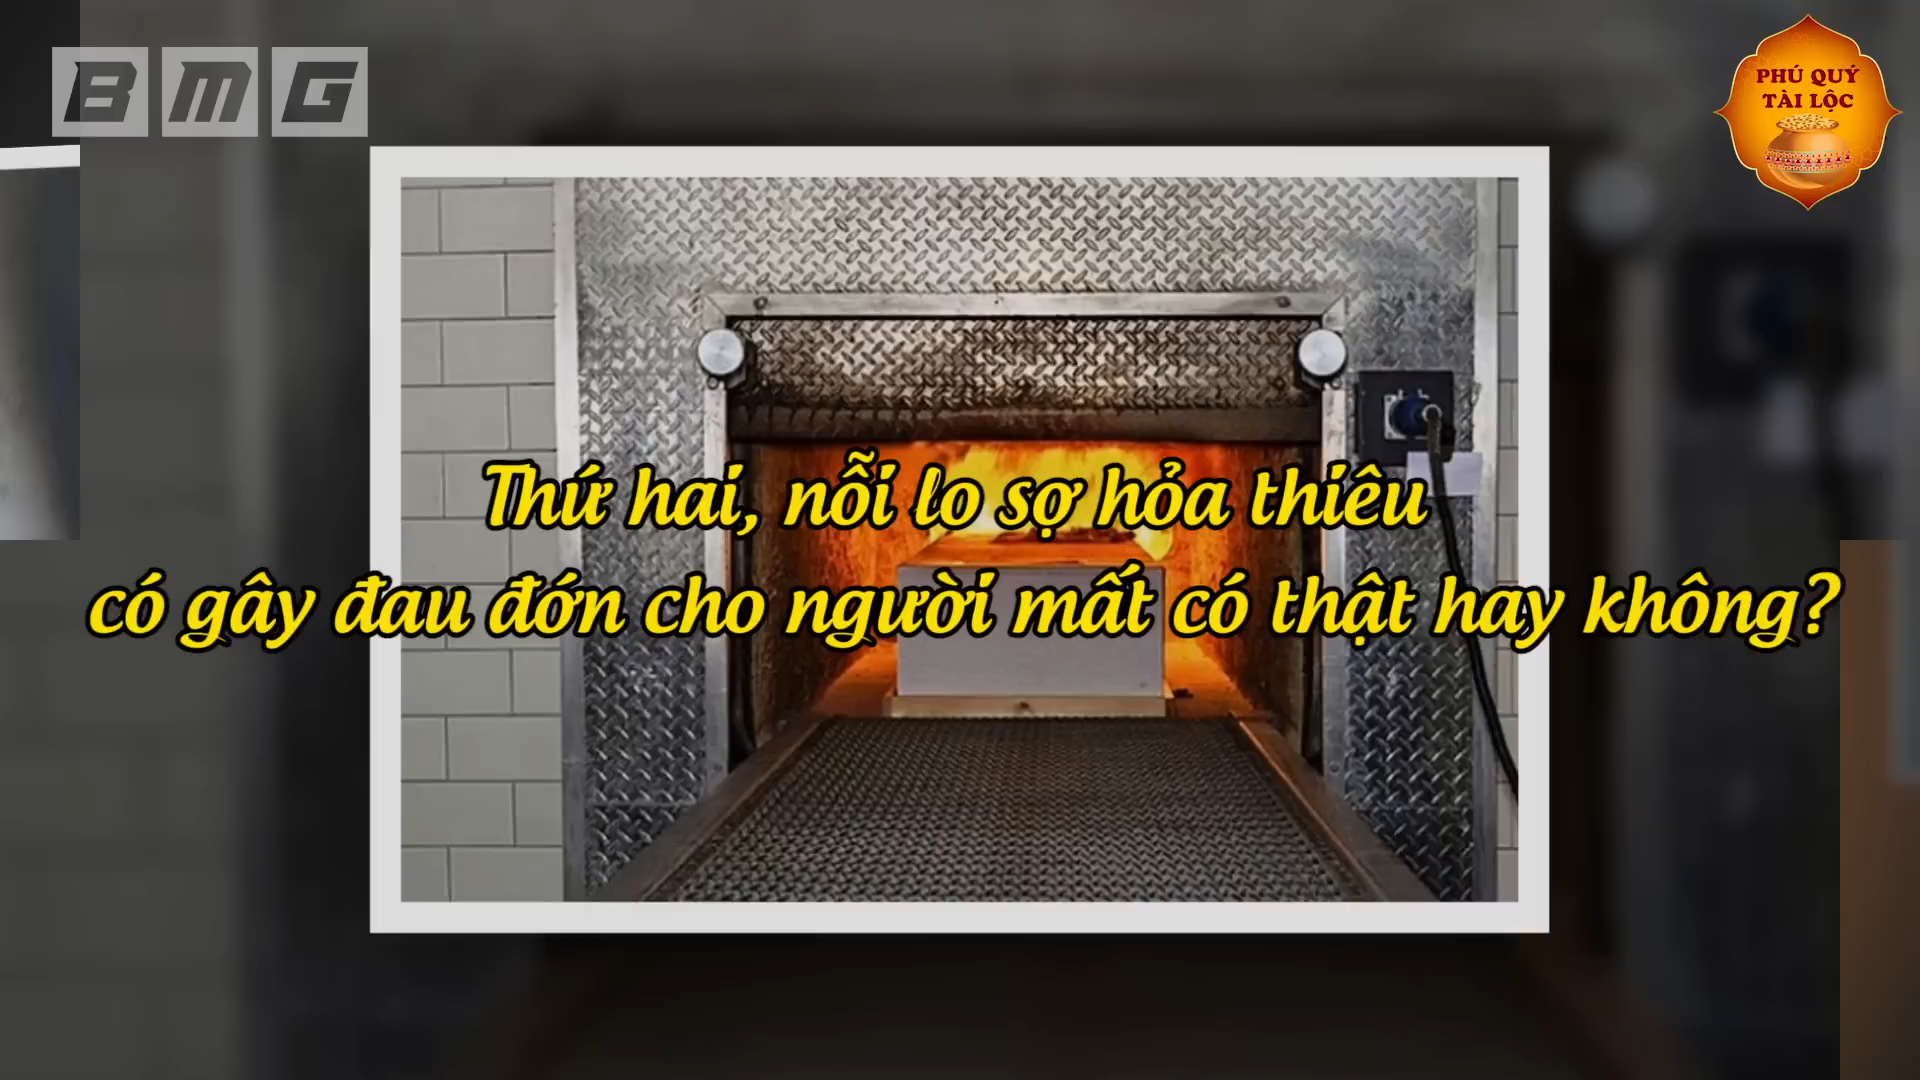 BMG
PHÚ QUÝ
TÀI LỘC
Thứ hai, nỗi lo sợ hỏa thiêu
có gây đau đớn cho người mất có thật hay không?